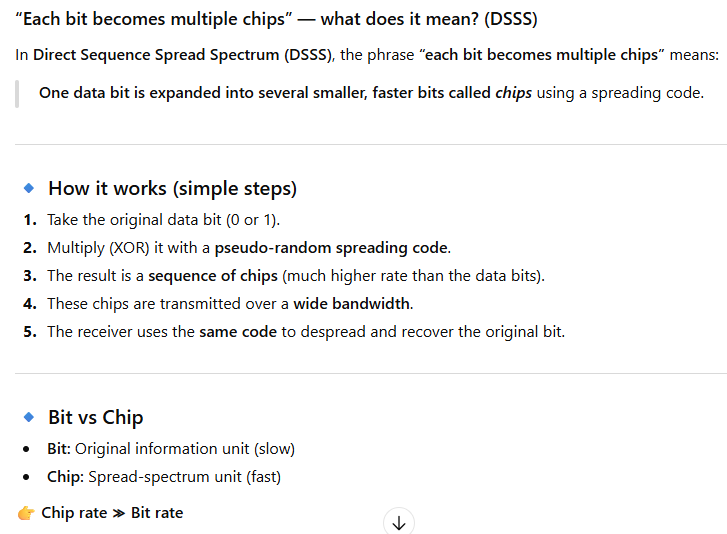 “Each bit becomes multiple chips” — what does it mean? (DSSS)
In Direct Sequence Spread Spectrum (DSSS), the phrase “each bit becomes multiple chips” means:
One data bit is expanded into several smaller, faster bits called chips using a spreading code.
🔹 How it works (simple steps)
1. Take the original data bit (0 or 1).
2. Multiply (XOR) it with a pseudo-random spreading code.
3. The result is a sequence of chips (much higher rate than the data bits).
4. These chips are transmitted over a wide bandwidth.
5. The receiver uses the same code to despread and recover the original bit.
🔹 Bit vs Chip
• Bit: Original information unit (slow)
• Chip: Spread-spectrum unit (fast)
👉 Chip rate ≫ Bit rate